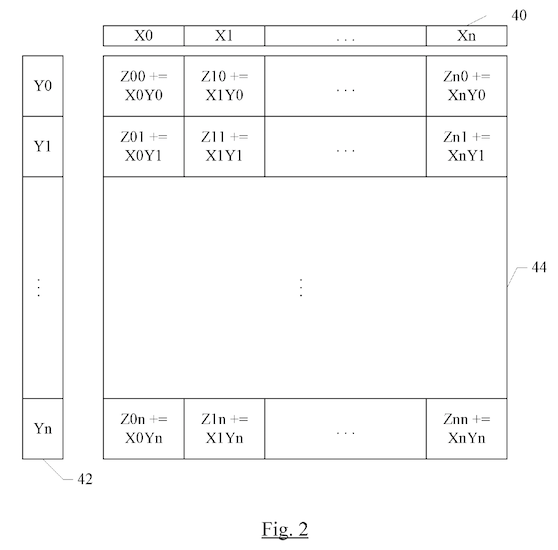 40
X0 X1 ... Xn
Y0 Z00 += Z10 += ... Zn0 +=
X0Y0 X1Y0 XnY0
Y1 Z01 += Z11 += ... Zn1 +=
X0Y1 X1Y1 XnY1
44
⋮ ⋮
Yn Z0n += Z1n += ... Znn +=
X0Yn X1Yn XnYn
42
Fig. 2